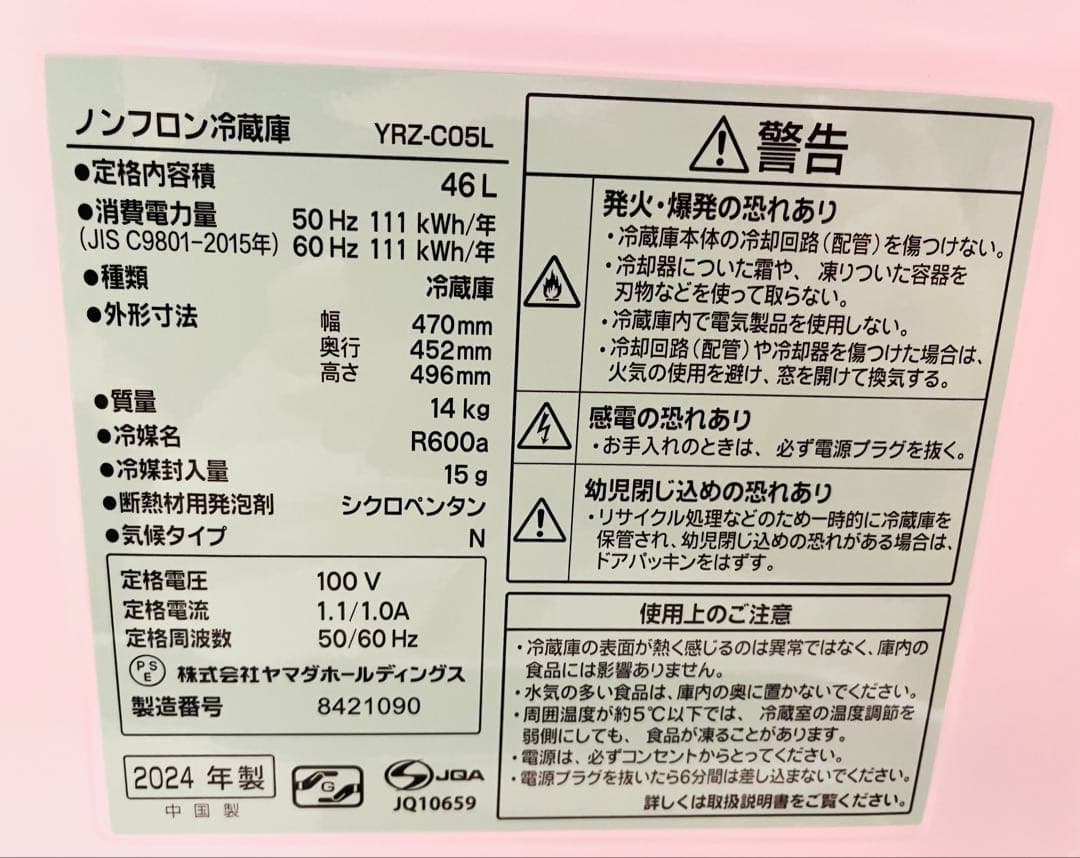 ノンフロン冷蔵庫 YRZ-C05L
●定格内容積 46L
●消費電力量 50Hz 111 kWh/年
(JIS C9801-2015年) 60Hz 111 kWh/年
●種類 冷蔵庫
●外形寸法 幅 470mm
奥行 452mm
高さ 496mm
●質量 14kg
●冷媒名 R600a
●冷媒封入量 15g
●断熱材用発泡剤 シクロペンタン
●気候タイプ N
定格電圧 100V
定格電流 1.1/1.0A
定格周波数 50/60Hz
PSE 株式会社ヤマダホールディングス
製造番号 8421090
2024年製
中国製
G
JQA
JQ10659
警告
発火・爆発の恐れあり
・冷蔵庫本体の冷却回路(配管)を傷つけない。
・冷却器についた霜や、凍りついた容器を
刃物などを使って取らない。
・冷蔵庫内で電気製品を使用しない。
・冷却回路(配管)や冷却器を傷つけた場合は、
火気の使用を避け、窓を開けて換気する。
感電の恐れあり
・お手入れのときは、必ず電源プラグを抜く。
幼児閉じ込めの恐れあり
・リサイクル処理などのため一時的に冷蔵庫を
保管され、幼児閉じ込めの恐れがある場合は、
ドアパッキンをはずす。
使用上のご注意
・冷蔵庫の表面が熱く感じるのは異常ではなく、庫内の
食品には影響ありません。
・水気の多い食品は、庫内の奥に置かないでください。
・周囲温度が約5℃以下では、冷蔵室の温度調節を
弱側にしても、食品が凍ることがあります。
・電源は、必ずコンセントからとってください。
・電源プラグを抜いたら6分間は差し込まないでください。
詳しくは取扱説明書をご覧ください。